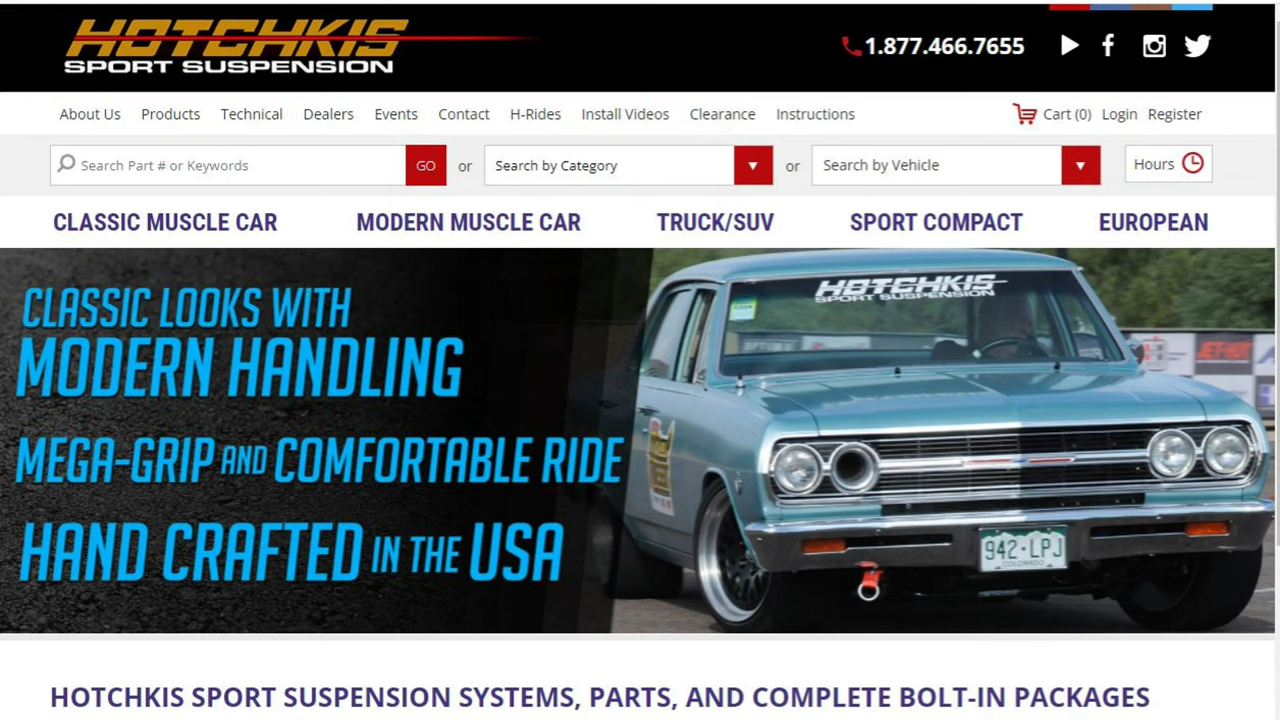 HOTCHKIS
SPORT SUSPENSION
1.877.466.7655
About Us Products Technical Dealers Events Contact H-Rides Install Videos Clearance Instructions Cart (0) Login Register
Search Part # or Keywords GO or Search by Category or Search by Vehicle Hours
CLASSIC MUSCLE CAR MODERN MUSCLE CAR TRUCK/SUV SPORT COMPACT EUROPEAN
CLASSIC LOOKS WITH
MODERN HANDLING
MEGA-GRIP AND COMFORTABLE RIDE
HAND CRAFTED IN THE USA
HOTCHKIS
SPORT SUSPENSION
JET-HOT
942·LPJ
COLORADO
HOTCHKIS SPORT SUSPENSION SYSTEMS, PARTS, AND COMPLETE BOLT-IN PACKAGES